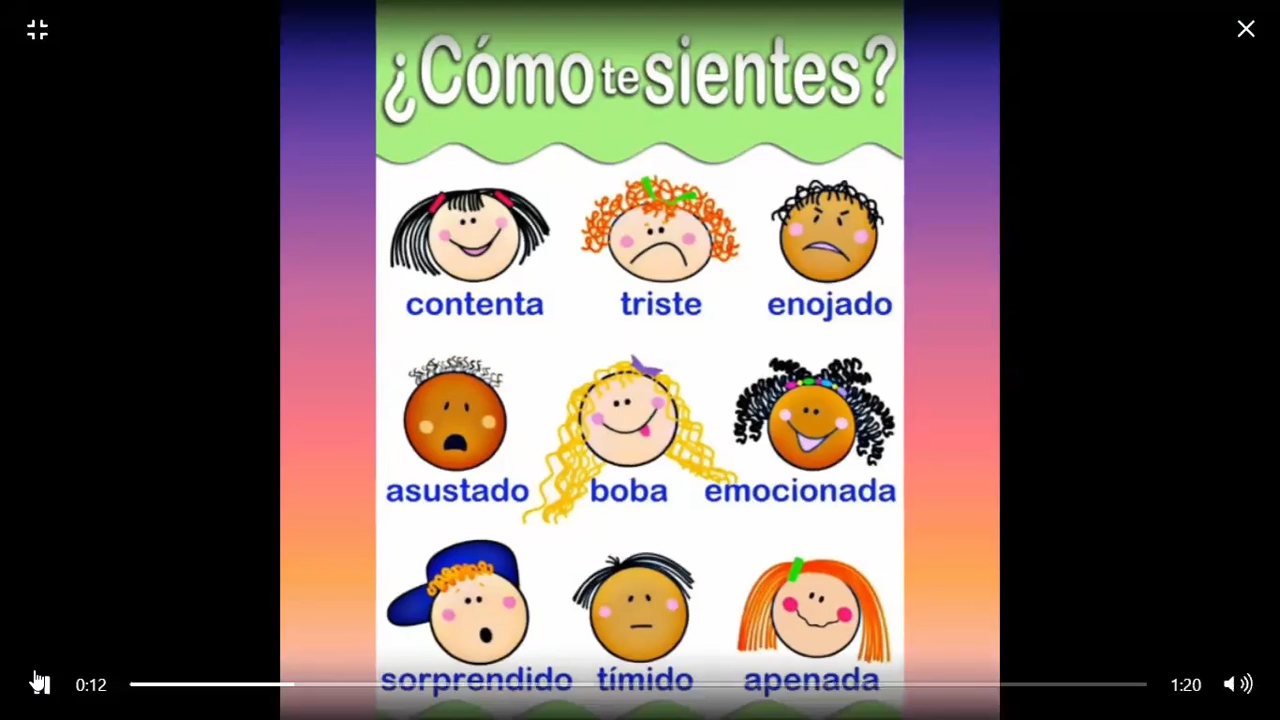 ¿Cómo te sientes?
contenta triste enojado
asustado boba emocionada
sorprendido tímido apenada
0:12 1:20